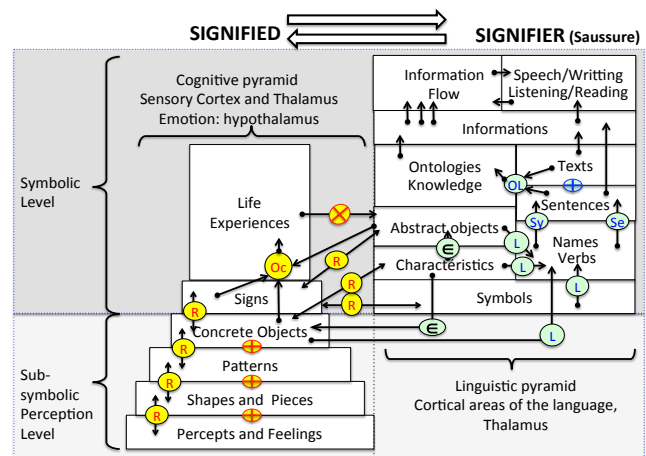 SIGNIFIED
SIGNIFIER (Saussure)
Cognitive pyramid
Sensory Cortex and Thalamus
Emotion: hypothalamus
Information
Flow
Speech/Writting
Listening/Reading
Informations
Symbolic
Level
Ontologies
Knowledge
Texts
OL
Life
Experiences
Sentences
Sy
Se
Abstract objects
∈
L
Names
Verbs
Oc
R
Characteristics
L
R
Signs
R
R
Symbols
L
Concrete Objects
∈
L
R
Patterns
R
Shapes and Pieces
R
Percepts and Feelings
Sub-
symbolic
Perception
Level
Linguistic pyramid
Cortical areas of the language,
Thalamus